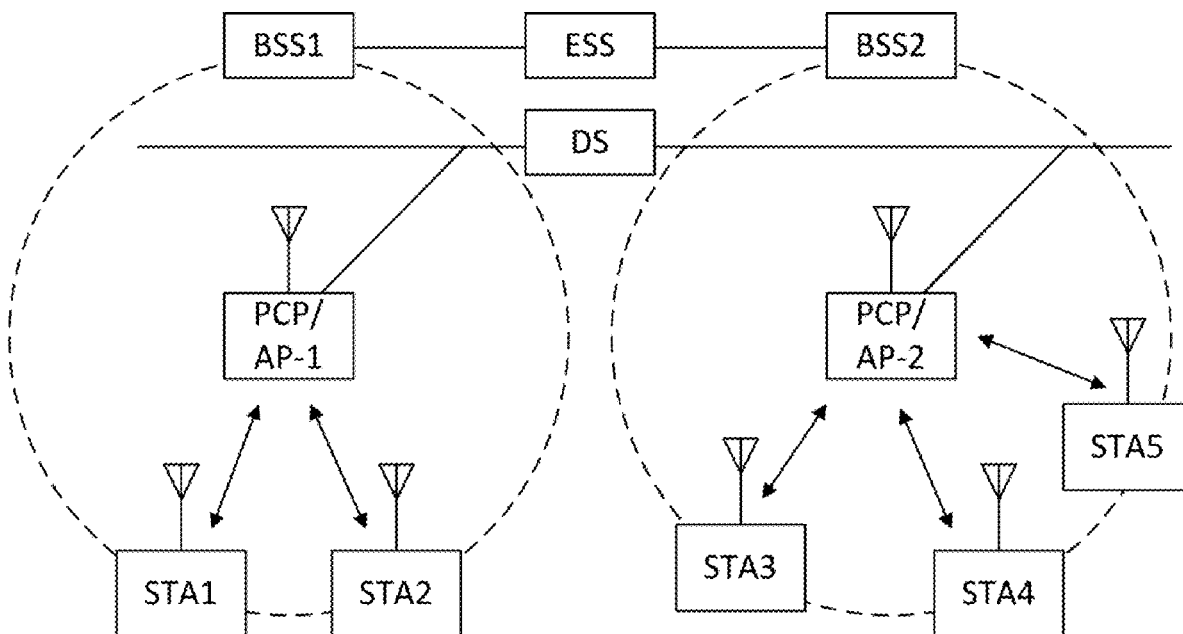 BSS1
ESS
BSS2
DS
PCP/
AP-1
PCP/
AP-2
STA5
STA3
STA1
STA2
STA4